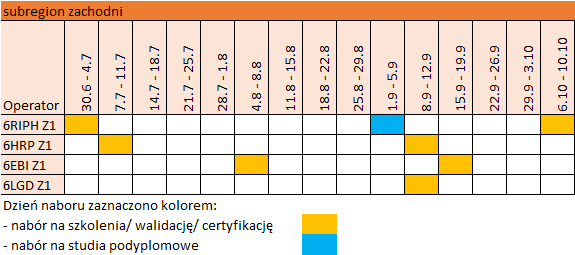 subregion zachodni
Operator 30.6 - 4.7 7.7 - 11.7 14.7 - 18.7 21.7 - 25.7 28.7 - 1.8 4.8 - 8.8 11.8 - 15.8 18.8 - 22.8 25.8 - 29.8 1.9 - 5.9 8.9 - 12.9 15.9 - 19.9 22.9 - 26.9 29.9 - 3.10 6.10 - 10.10
6RIPH Z1
6HRP Z1
6EBI Z1
6LGD Z1
Dzień naboru zaznaczono kolorem:
- nabór na szkolenia/ walidację/ certyfikację
- nabór na studia podyplomowe